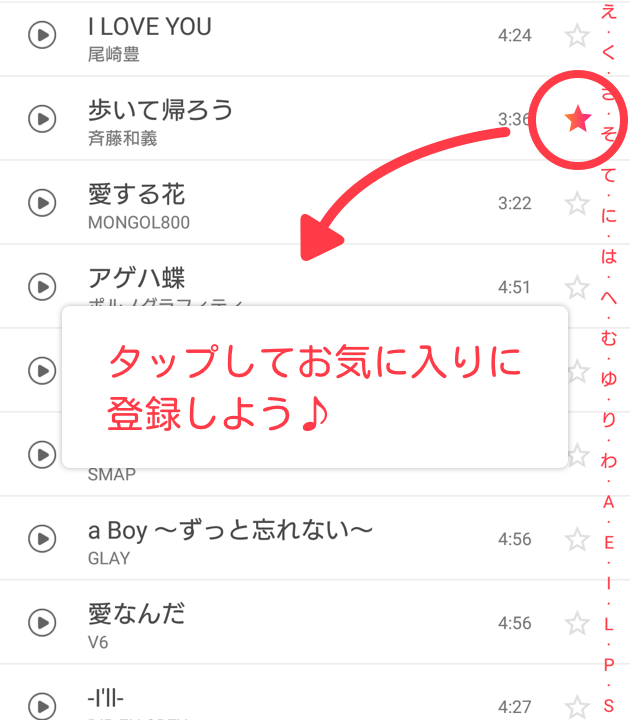 I LOVE YOU
4:24
尾崎豊
歩いて帰ろう
3:36
斉藤和義
愛する花
3:22
MONGOL800
アゲハ蝶
4:51
ポルノグラフィティ
タップしてお気に入りに
登録しよう♪
SMAP
a Boy 〜ずっと忘れない〜
4:56
GLAY
愛なんだ
4:56
V6
-I'll-
4:27
え
・
く
・
さ
・
そ
・
て
・
に
・
は
・
へ
・
む
・
ゆ
・
り
・
わ
・
A
・
E
・
I
・
L
・
P
・
S